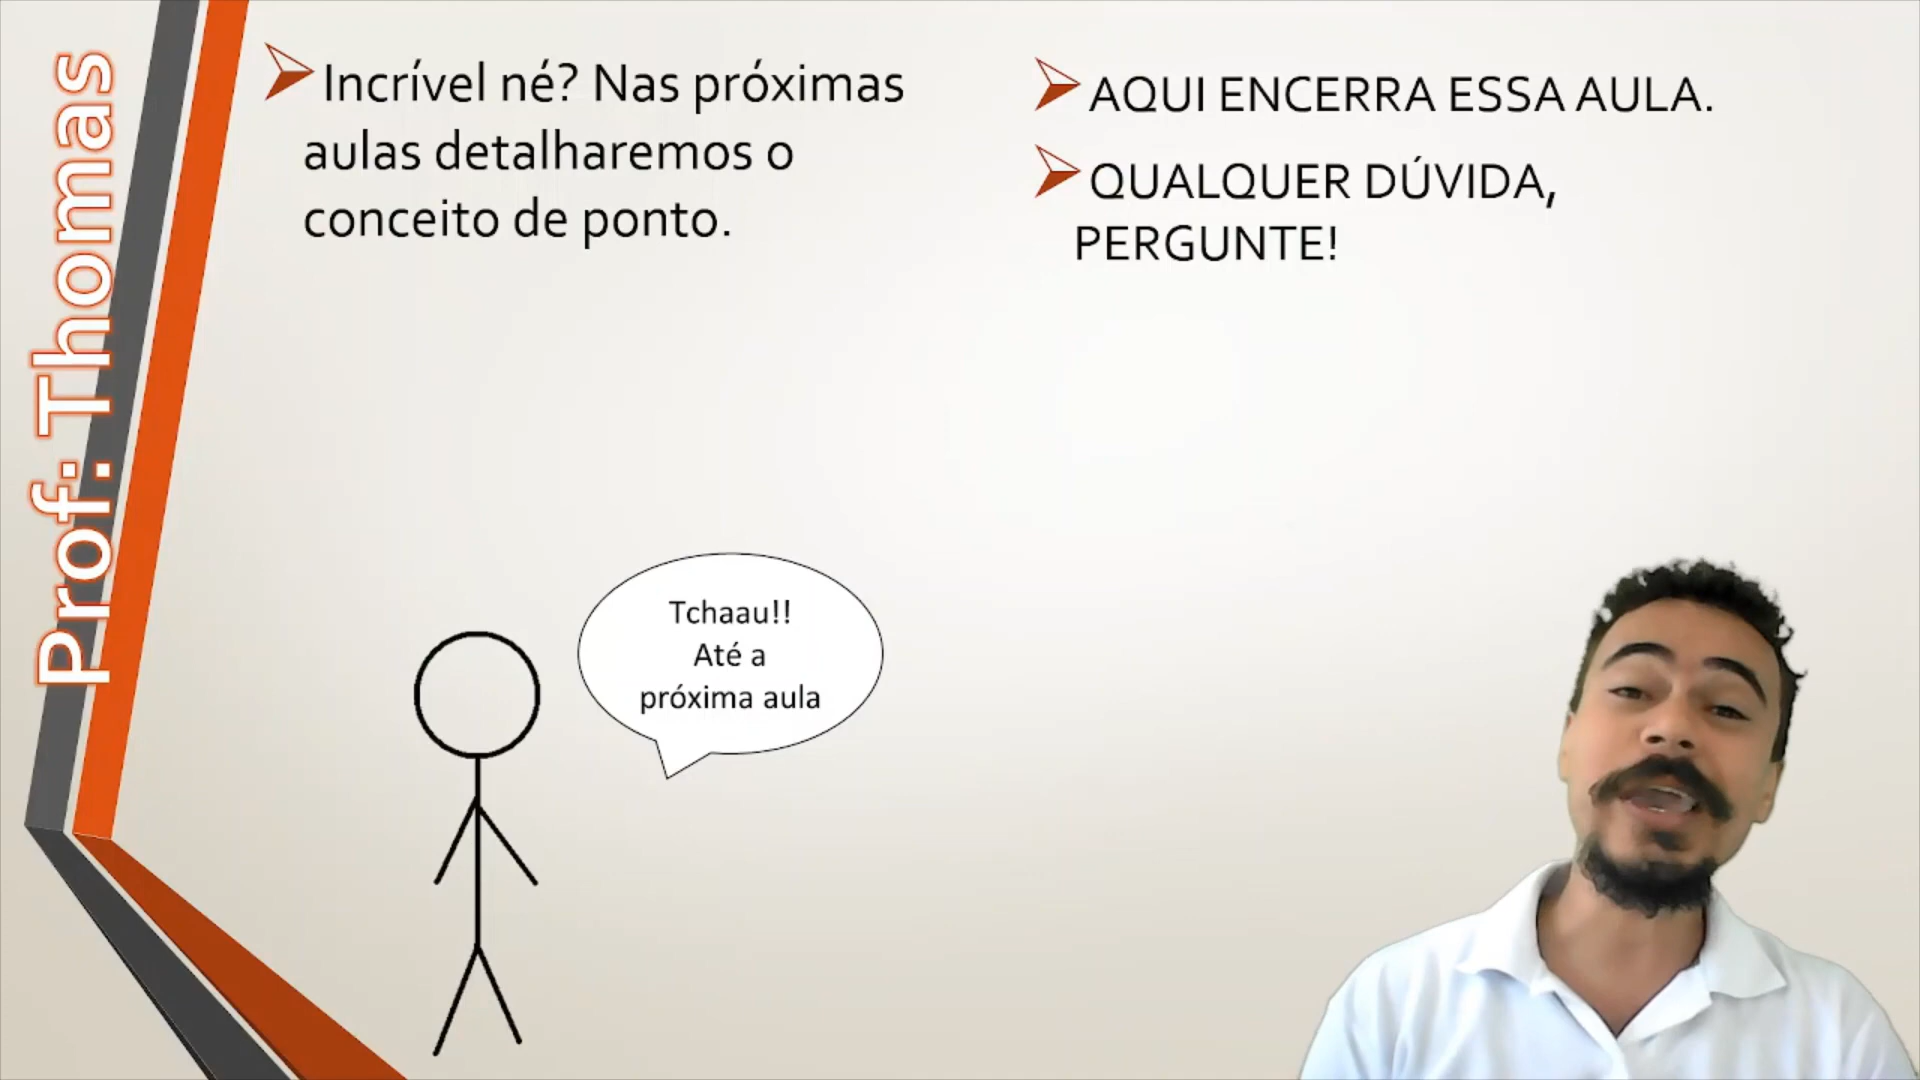 Prof: Thomas
Incrível né? Nas próximas
aulas detalharemos o
conceito de ponto.
AQUI ENCERRA ESSA AULA.
QUALQUER DÚVIDA,
PERGUNTE!
Tchaau!!
Até a
próxima aula